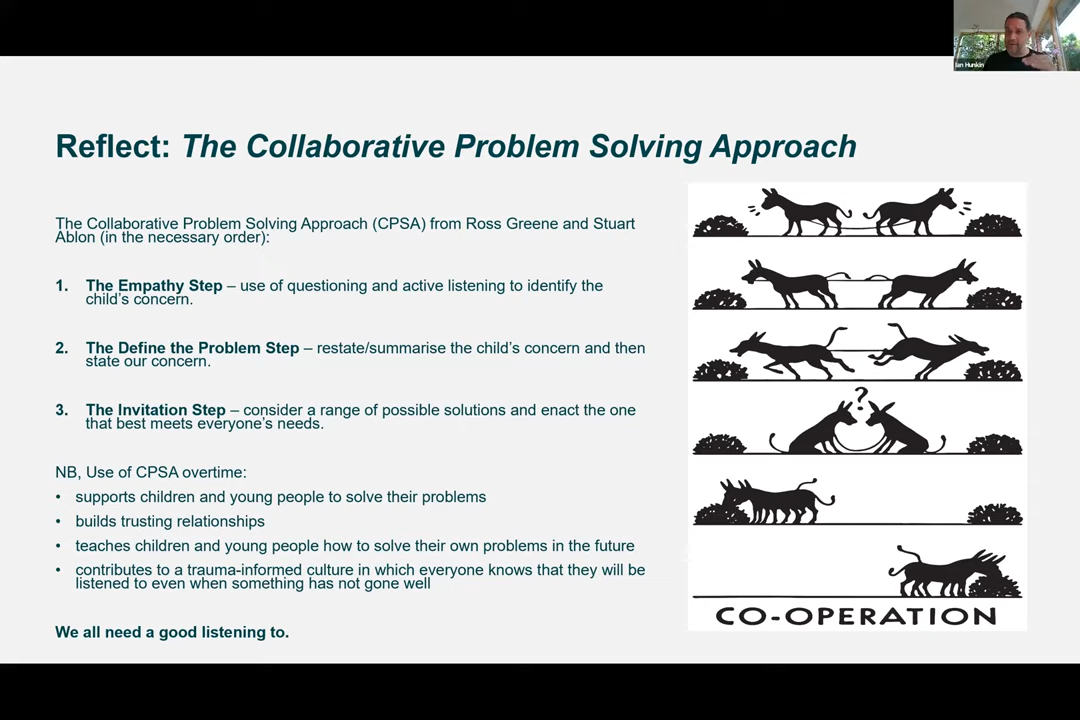 Ian Hunkin
Reflect: The Collaborative Problem Solving Approach
The Collaborative Problem Solving Approach (CPSA) from Ross Greene and Stuart
Ablon (in the necessary order):
1. The Empathy Step – use of questioning and active listening to identify the
child's concern.
2. The Define the Problem Step – restate/summarise the child's concern and then
state our concern.
3. The Invitation Step – consider a range of possible solutions and enact the one
that best meets everyone's needs.
NB, Use of CPSA overtime:
• supports children and young people to solve their problems
• builds trusting relationships
• teaches children and young people how to solve their own problems in the future
• contributes to a trauma-informed culture in which everyone knows that they will be
listened to even when something has not gone well
We all need a good listening to.
?
CO-OPERATION